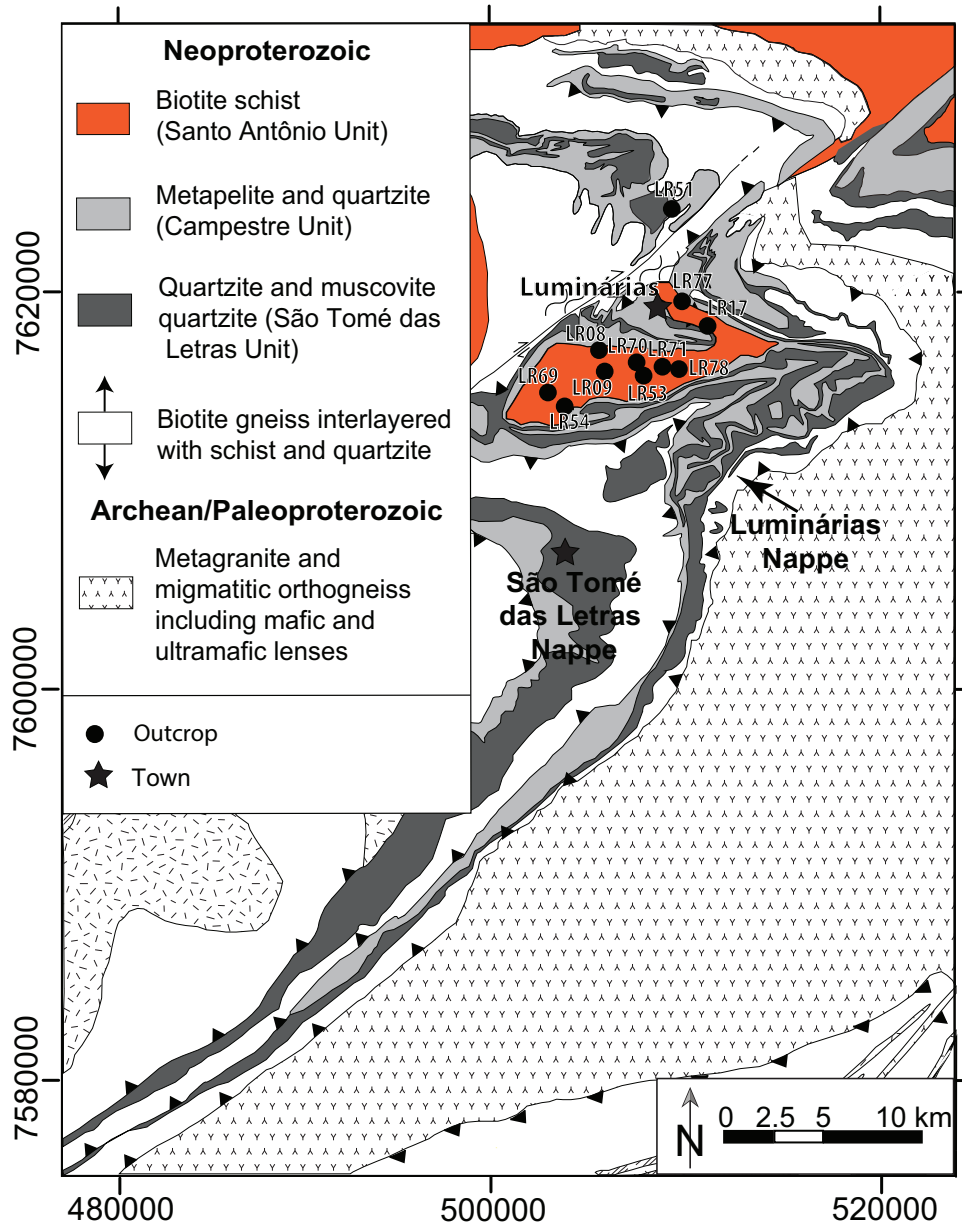 Neoproterozoic
Biotite schist
(Santo Antônio Unit)
Metapelite and quartzite
(Campestre Unit)
Quartzite and muscovite
quartzite (São Tomé das
Letras Unit)
Biotite gneiss interlayered
with schist and quartzite
Archean/Paleoproterozoic
Metagranite and
migmatitic orthogneiss
including mafic and
ultramafic lenses
Outcrop
Town
LR51
Luminárias
LR77
LR17
LR08
LR70
LR71
LR69
LR09
LR53
LR78
LR54
Luminárias
Nappe
São Tomé
das Letras
Nappe
7620000
7600000
7580000
N
0 2.5 5 10 km
480000
500000
520000